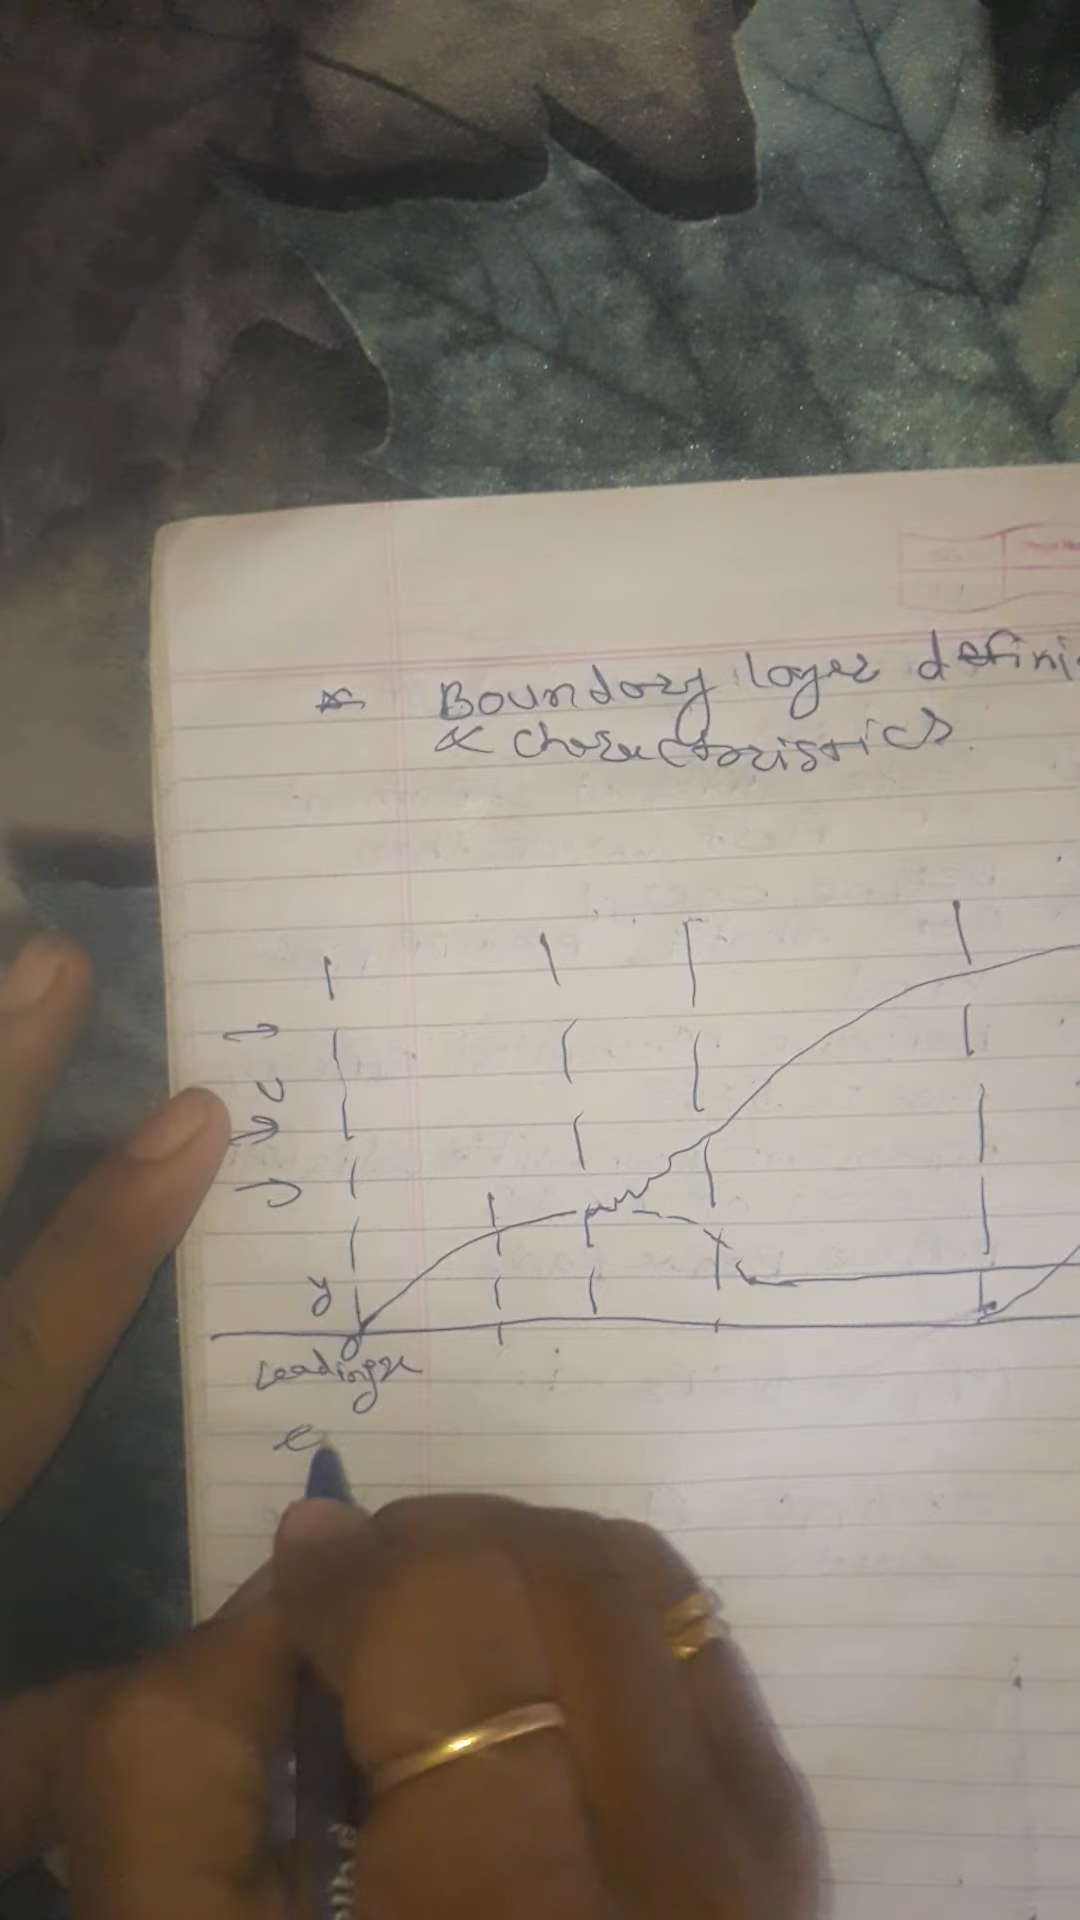 Boundary layer defini
& characteristics.
y
Leading x
e